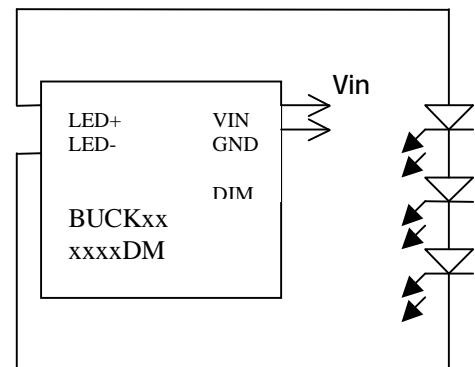 Vin
LED+ VIN
LED- GND
DIM
BUCKxx
xxxxDM